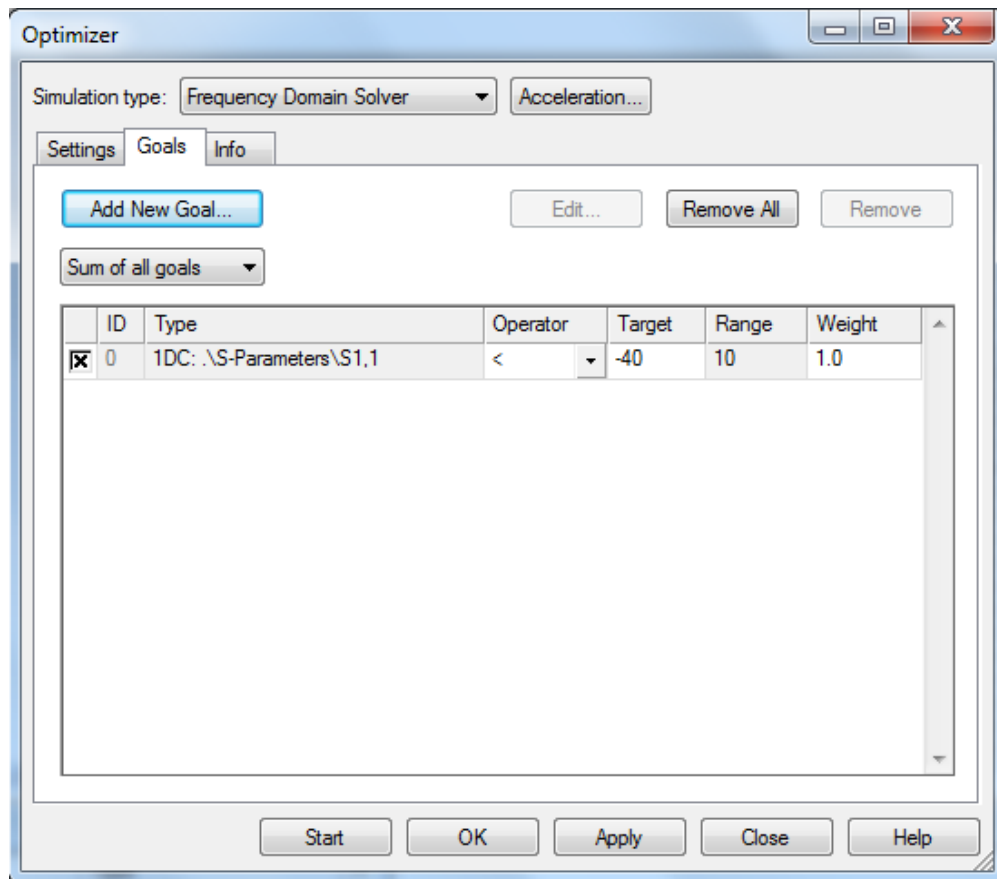 Optimizer
Simulation type: Frequency Domain Solver Acceleration...
Settings Goals Info
Add New Goal... Edit... Remove All Remove
Sum of all goals
ID Type Operator Target Range Weight
0 1DC: .\S-Parameters\S1,1 < -40 10 1.0
Start OK Apply Close Help